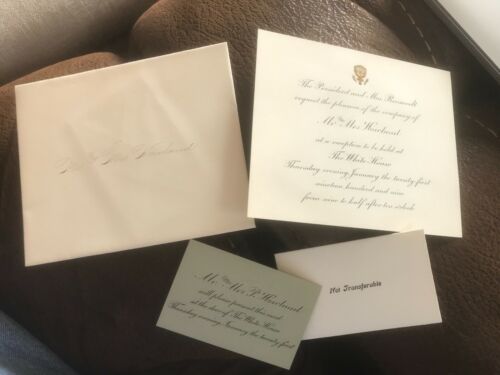 The President and Mrs. Roosevelt
request the pleasure of the company of
Mr. and Mrs.
at a reception to be held at
The White House
Thursday evening January the twenty-first
nineteen hundred and nine
from nine to half after ten o'clock
Mr. and Mrs.
will please present this card
at the door of The White House
Thursday evening January the twenty-first
Not Transferable